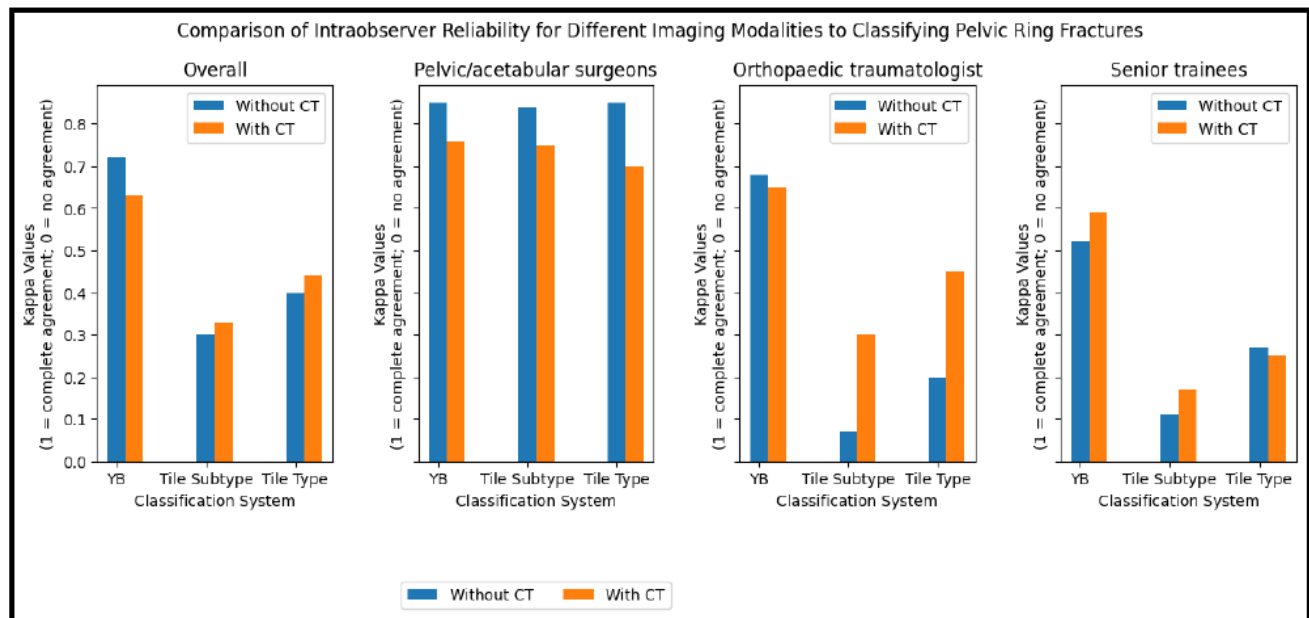 Comparison of Intraobserver Reliability for Different Imaging Modalities to Classifying Pelvic Ring Fractures
Overall
Without CT
With CT
Kappa Values
(1 = complete agreement; 0 = no agreement)
0.8
0.7
0.6
0.5
0.4
0.3
0.2
0.1
0.0
YB Tile Subtype Tile Type
Classification System
Pelvic/acetabular surgeons
Without CT
With CT
Kappa Values
(1 = complete agreement; 0 = no agreement)
YB Tile Subtype Tile Type
Classification System
Orthopaedic traumatologist
Without CT
With CT
Kappa Values
(1 = complete agreement; 0 = no agreement)
YB Tile Subtype Tile Type
Classification System
Senior trainees
Without CT
With CT
Kappa Values
(1 = complete agreement; 0 = no agreement)
YB Tile Subtype Tile Type
Classification System
Without CT With CT